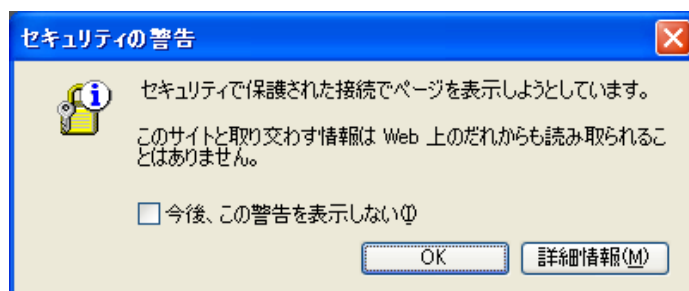 セキュリティの警告
セキュリティで保護された接続でページを表示しようとしています。
このサイトと取り交わす情報は Web 上のだれからも読み取られるこ
とはありません。
今後、この警告を表示しない(I)
OK
詳細情報(M)